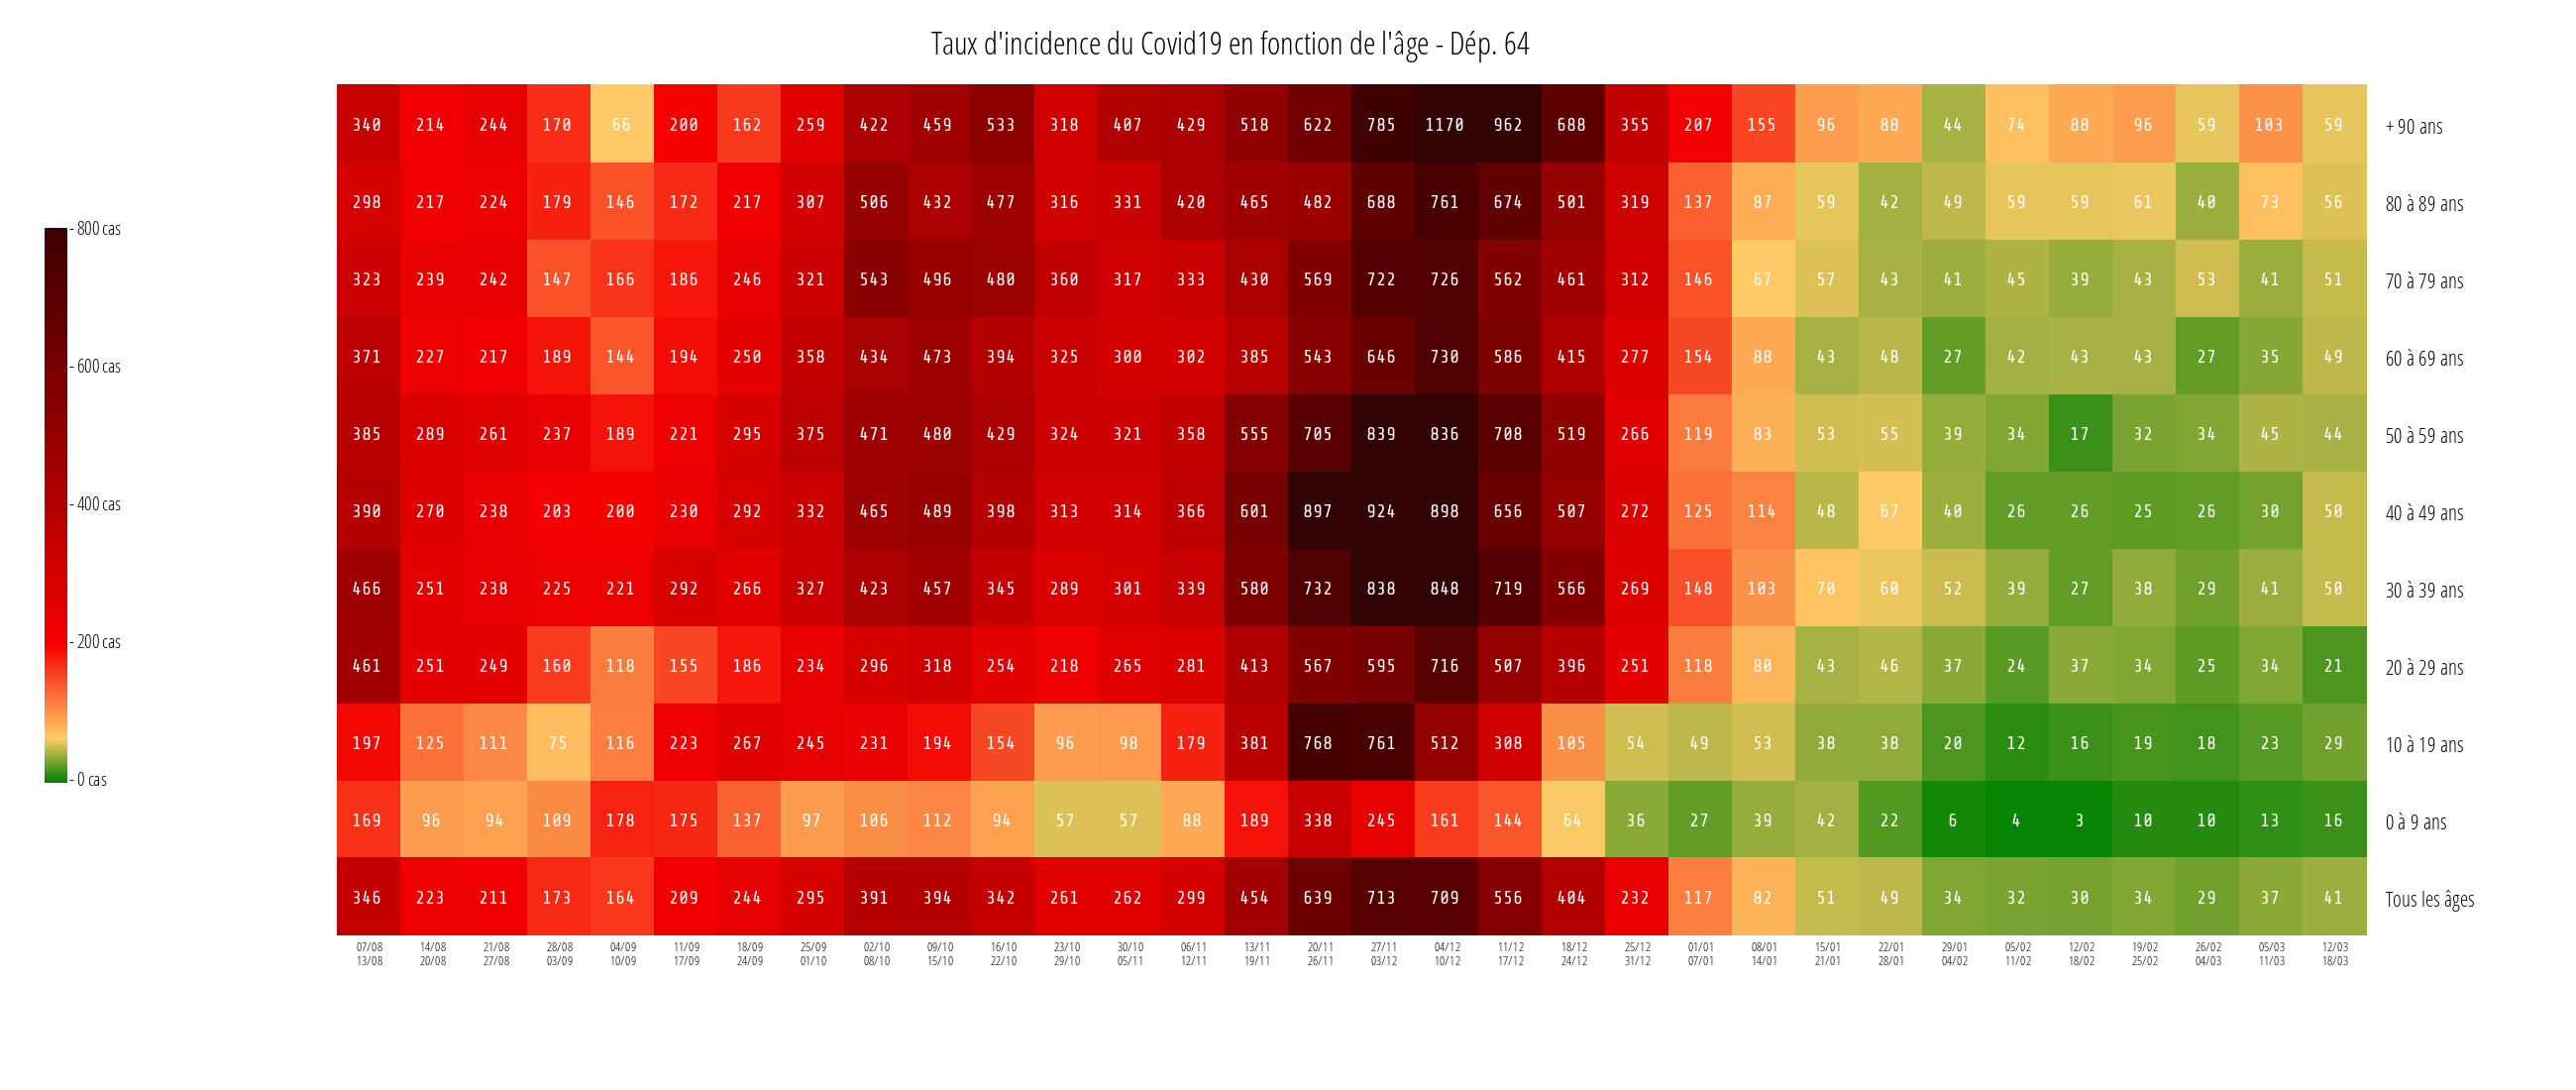 Taux d'incidence du Covid19 en fonction de l'âge - Dép. 64
- 800 cas
- 600 cas
- 400 cas
- 200 cas
- 0 cas
340 214 244 170 66 200 162 259 422 459 533 318 407 429 518 622 785 1170 962 688 355 207 155 96 88 44 74 88 96 59 103 59 + 90 ans
298 217 224 179 146 172 217 307 506 432 477 316 331 420 465 482 688 761 674 501 319 137 87 59 42 49 59 59 61 40 73 56 80 à 89 ans
323 239 242 147 166 186 246 321 543 496 480 360 317 333 430 569 722 726 562 461 312 146 67 57 43 41 45 39 43 53 41 51 70 à 79 ans
371 227 217 189 144 194 250 358 434 473 394 325 300 302 385 543 646 730 586 415 277 154 88 43 48 27 42 43 43 27 35 49 60 à 69 ans
385 289 261 237 189 221 295 375 471 480 429 324 321 358 555 705 839 836 708 519 266 119 83 53 55 39 34 17 32 34 45 44 50 à 59 ans
390 270 238 203 200 230 292 332 465 489 398 313 314 366 601 897 924 898 656 507 272 125 114 48 67 40 26 26 25 26 30 50 40 à 49 ans
466 251 238 225 221 292 266 327 423 457 345 289 301 339 580 732 838 848 719 566 269 148 103 70 60 52 39 27 38 29 41 50 30 à 39 ans
461 251 249 160 118 155 186 234 296 318 254 218 265 281 413 567 595 716 507 396 251 118 80 43 46 37 24 37 34 25 34 21 20 à 29 ans
197 125 111 75 116 223 267 245 231 194 154 96 98 179 381 768 761 512 308 105 54 49 53 38 38 20 12 16 19 18 23 29 10 à 19 ans
169 96 94 109 178 175 137 97 106 112 94 57 57 88 189 338 245 161 144 64 36 27 39 42 22 6 4 3 10 10 13 16 0 à 9 ans
346 223 211 173 164 209 244 295 391 394 342 261 262 299 454 639 713 709 556 404 232 117 82 51 49 34 32 30 34 29 37 41 Tous les âges
07/08 14/08 21/08 28/08 04/09 11/09 18/09 25/09 02/10 09/10 16/10 23/10 30/10 06/11 13/11 20/11 27/11 04/12 11/12 18/12 25/12 01/01 08/01 15/01 22/01 29/01 05/02 12/02 19/02 26/02 05/03 12/03
13/08 20/08 27/08 03/09 10/09 17/09 24/09 01/10 08/10 15/10 22/10 29/10 05/11 12/11 19/11 26/11 03/12 10/12 17/12 24/12 31/12 07/01 14/01 21/01 28/01 04/02 11/02 18/02 25/02 04/03 11/03 18/03